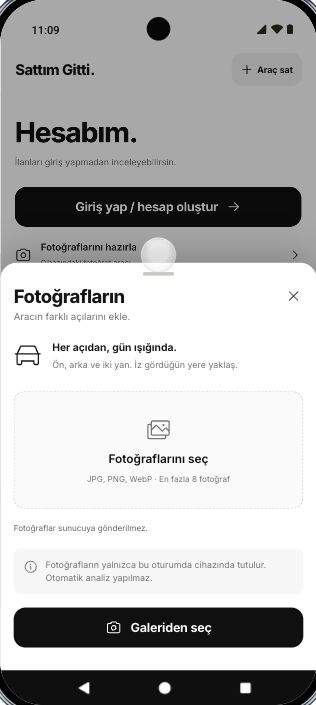 11:09
Sattım Gitti.
Araç sat
Hesabım.
İlanları giriş yapmadan inceleyebilirsin.
Giriş yap / hesap oluştur
Fotoğraflarını hazırla
Fotoğrafların
Aracın farklı açılarını ekle.
Her açıdan, gün ışığında.
Ön, arka ve iki yan. İz gördüğün yere yaklaş.
Fotoğraflarını seç
JPG, PNG, WebP · En fazla 8 fotoğraf
Fotoğraflar sunucuya gönderilmez.
Fotoğrafların yalnızca bu oturumda cihazında tutulur.
Otomatik analiz yapılmaz.
Galeriden seç